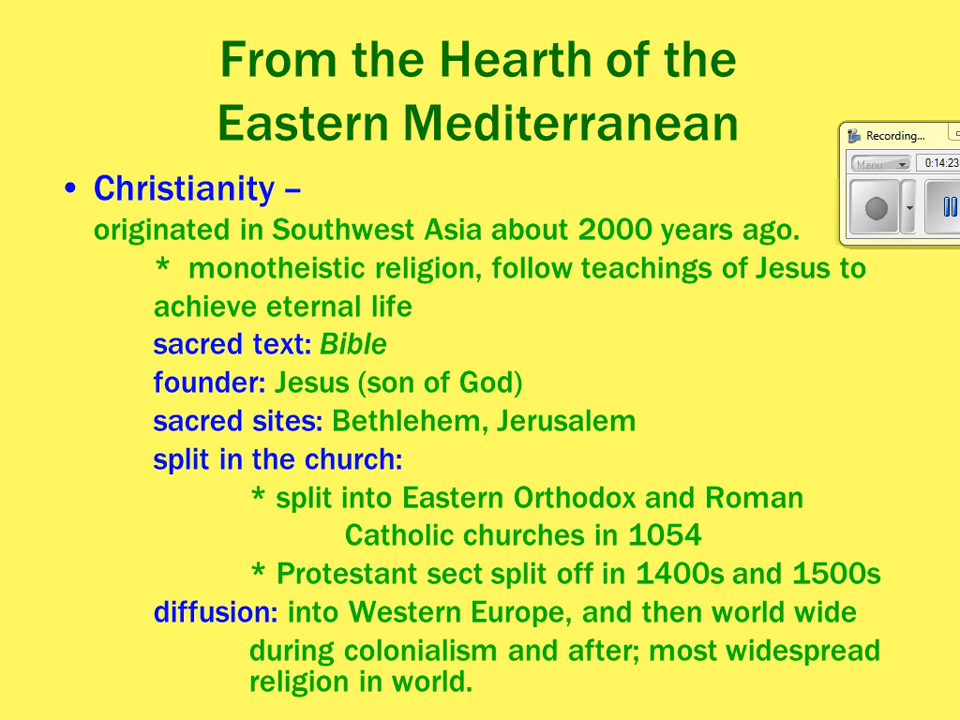 From the Hearth of the
Eastern Mediterranean
• Christianity –
originated in Southwest Asia about 2000 years ago.
* monotheistic religion, follow teachings of Jesus to
achieve eternal life
sacred text: Bible
founder: Jesus (son of God)
sacred sites: Bethlehem, Jerusalem
split in the church:
* split into Eastern Orthodox and Roman
Catholic churches in 1054
* Protestant sect split off in 1400s and 1500s
diffusion: into Western Europe, and then world wide
during colonialism and after; most widespread
religion in world.
Recording...
Menu
0:14:23